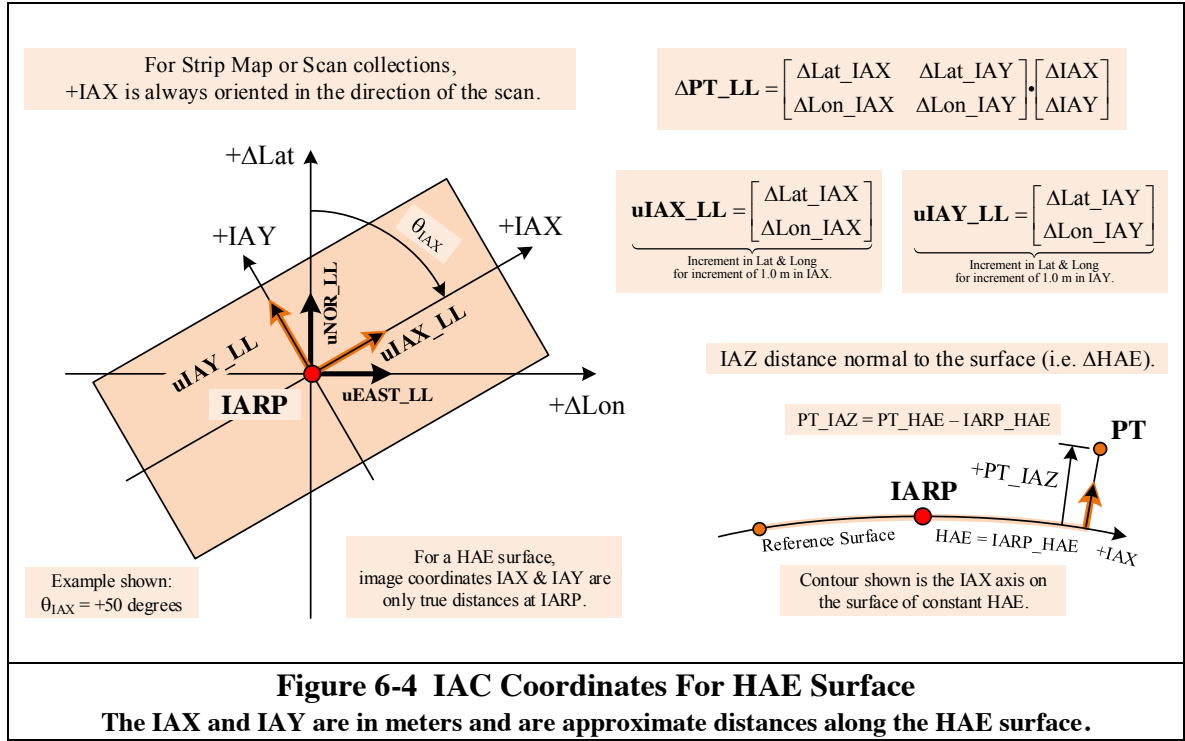 For Strip Map or Scan collections,
+IAX is always oriented in the direction of the scan.
ΔPT_LL = [ΔLat_IAX ΔLat_IAY] • [ΔIAX]
[ΔLon_IAX ΔLon_IAY] [ΔIAY]
+ΔLat
+IAY
θIAX
+IAX
uNOR_LL
uIAX_LL
uIAY_LL
IARP
uEAST_LL
+ΔLon
uIAX_LL = [ΔLat_IAX]
[ΔLon_IAX]
Increment in Lat & Long
for increment of 1.0 m in IAX.
uIAY_LL = [ΔLat_IAY]
[ΔLon_IAY]
Increment in Lat & Long
for increment of 1.0 m in IAY.
IAZ distance normal to the surface (i.e. ΔHAE).
PT_IAZ = PT_HAE – IARP_HAE
PT
+PT_IAZ
IARP
Reference Surface
HAE = IARP_HAE
+IAX
Contour shown is the IAX axis on
the surface of constant HAE.
Example shown:
θIAX = +50 degrees
For a HAE surface,
image coordinates IAX & IAY are
only true distances at IARP.
Figure 6-4 IAC Coordinates For HAE Surface
The IAX and IAY are in meters and are approximate distances along the HAE surface.